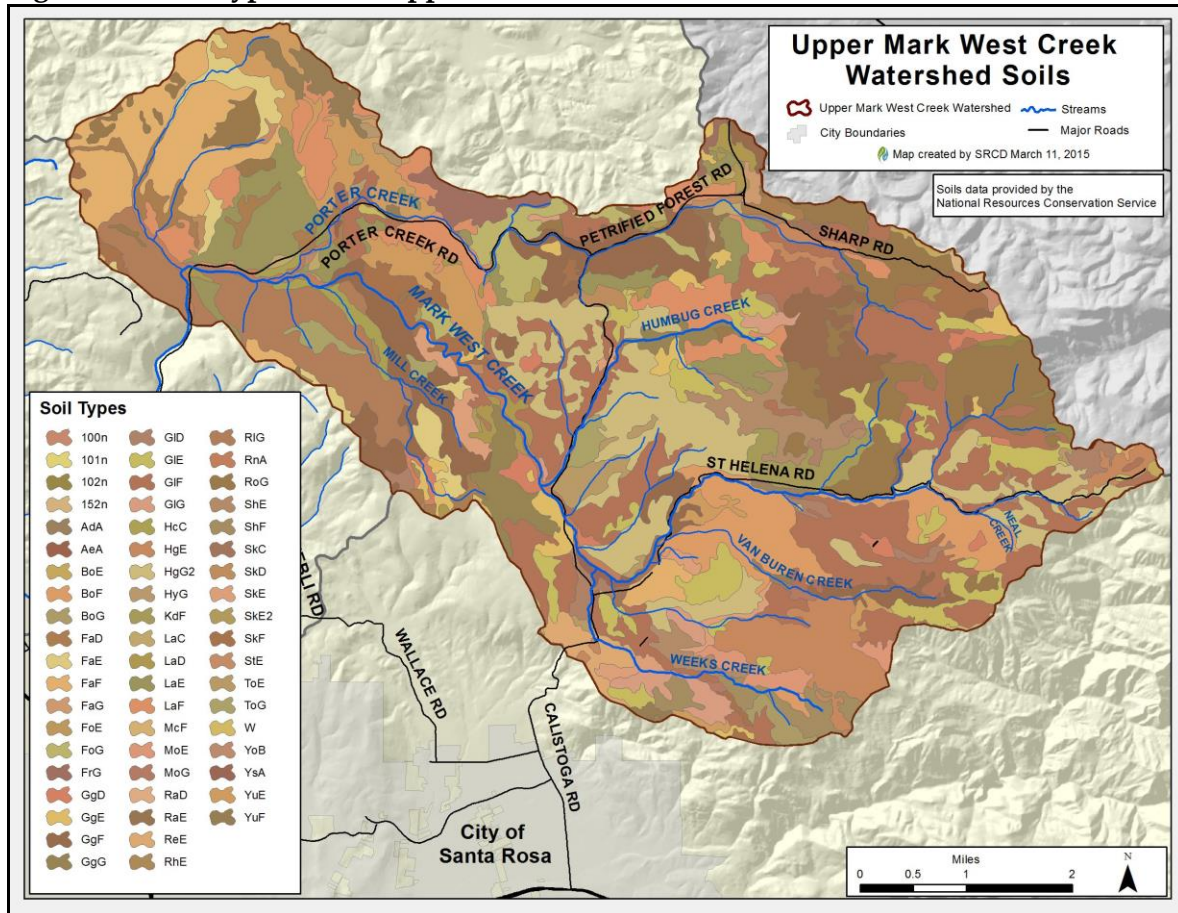 Upper Mark West Creek
Watershed Soils
Upper Mark West Creek Watershed
Streams
City Boundaries
Major Roads
Map created by SRCD March 11, 2015
Soils data provided by the
National Resources Conservation Service
PORTER CREEK
PORTER CREEK RD
PETRIFIED FOREST RD
SHARP RD
MARK WEST CREEK
HUMBUG CREEK
MILL CREEK
ST HELENA RD
NEAL
CREEK
VAN BUREN CREEK
WEEKS CREEK
WALLACE RD
CALISTOGA RD
City of
Santa Rosa
Soil Types
100n
101n
102n
152n
AdA
AeA
BoE
BoF
BoG
FaD
FaE
FaF
FaG
FoE
FoG
FrG
GgD
GgE
GgF
GgG
GlD
GlE
GlF
GlG
HcC
HgE
HgG2
HyG
KdF
LaC
LaD
LaE
LaF
McF
MoE
MoG
RaD
RaE
ReE
RhE
RlG
RnA
RoG
ShE
ShF
SkC
SkD
SkE
SkE2
SkF
StE
ToE
ToG
W
YoB
YsA
YuE
YuF
Miles
0 0.5 1 2
N